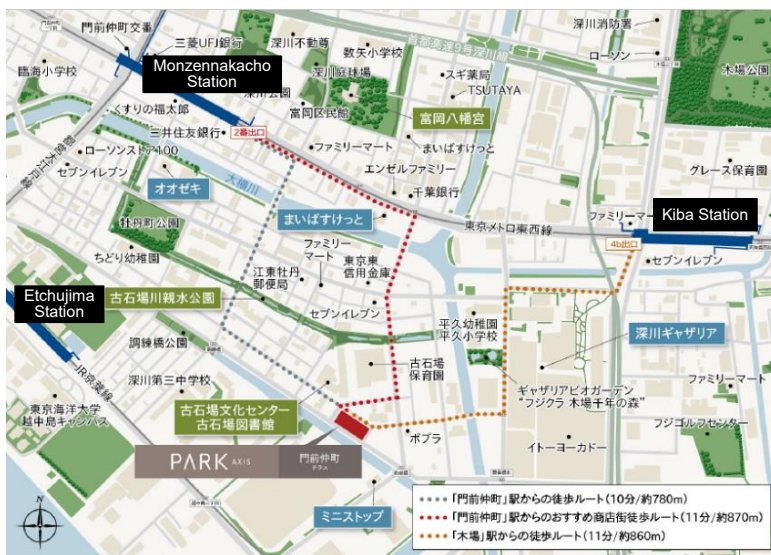 門前仲町交番
三菱UFJ銀行
深川不動尊
数矢小学校
首都高速9号深川線
深川消防署
ローソン
木場公園
臨海小学校
Monzennakacho
Station
深川公園
深川庭球場
スギ薬局
TSUTAYA
くすりの福太郎
富岡区民館
富岡八幡宮
三井住友銀行
2番出口
まいばすけっと
都営大江戸線
ローソンストア100
ファミリーマート
エンゼルファミリー
グレース保育園
セブンイレブン
オオゼキ
大横川
千葉銀行
まいばすけっと
東京メトロ東西線
ファミリーマー
Kiba Station
牡丹町公園
4b出口
ちどり幼稚園
ファミリー
マート
東京東
信用金庫
セブンイレブン
Etchujima
Station
江東牡丹
郵便局
古石場川親水公園
セブンイレブン
平久幼稚園
平久小学校
深川ギャザリア
調練橋公園
JR京葉線
深川第三中学校
古石場
保育園
ギャザリアビオガーデン
“フジクラ 木場千年の森”
ファミリーマート
東京海洋大学
越中島キャンパス
古石場文化センター
古石場図書館
ポプラ
イトーヨーカドー
フジゴルフセンター
PARK AXIS
門前仲町
テラス
ミニストップ
N
「門前仲町」駅からの徒歩ルート(10分/約780m)
「門前仲町」駅からのおすすめ商店街徒歩ルート(11分/約870m)
「木場」駅からの徒歩ルート(11分/約860m)